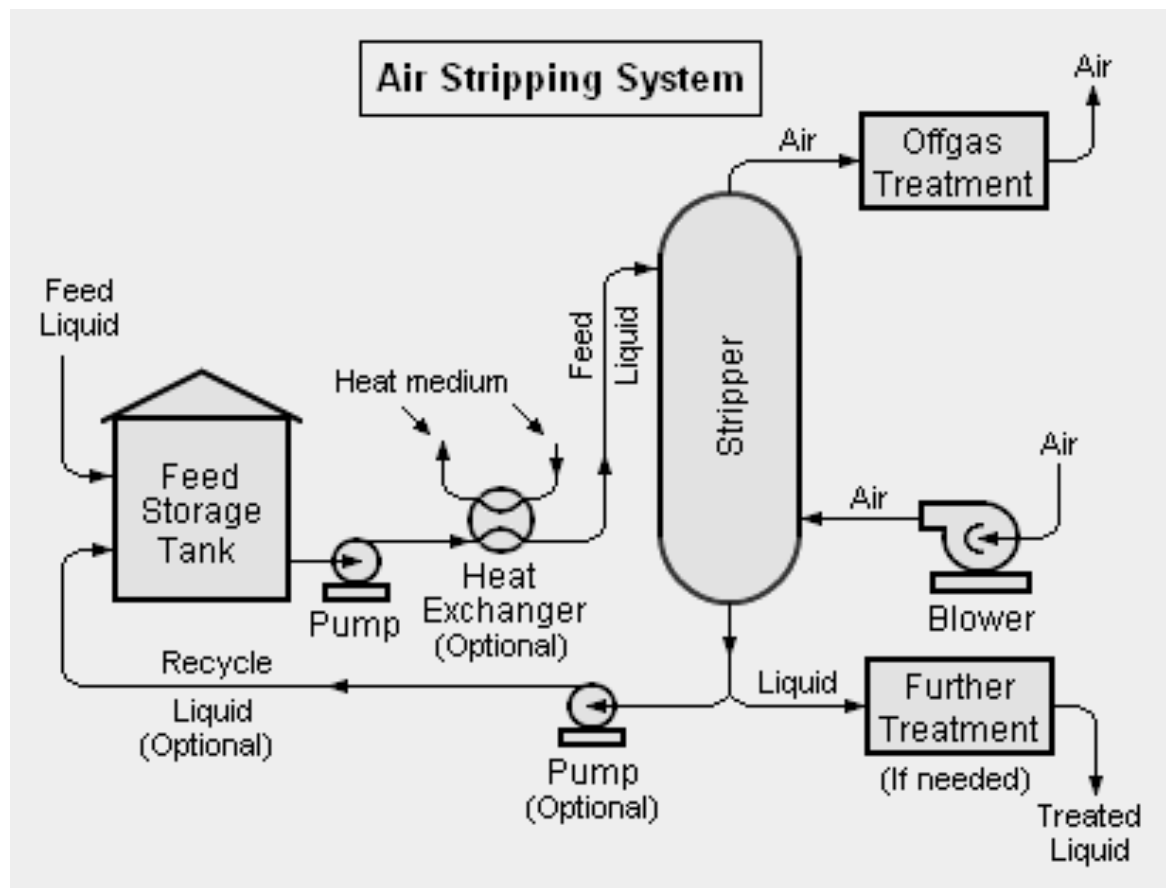 Air Stripping System
Air
Air
Offgas
Treatment
Feed
Liquid
Feed
Liquid
Stripper
Heat medium
Air
Feed
Storage
Tank
Air
Heat
Exchanger
(Optional)
Pump
Blower
Recycle
Liquid
(Optional)
Liquid
Further
Treatment
(If needed)
Pump
(Optional)
Treated
Liquid